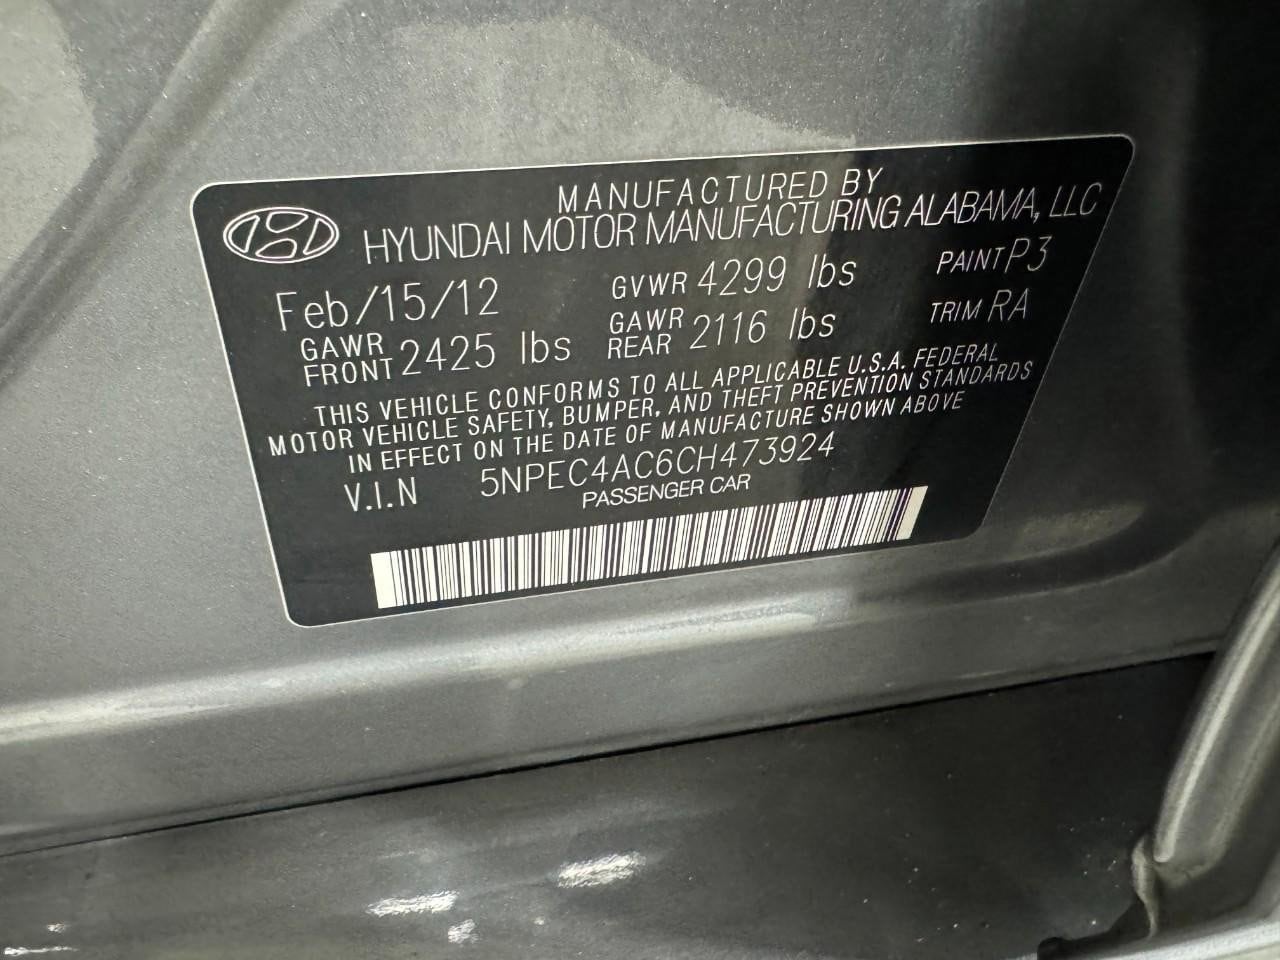 MANUFACTURED BY
HYUNDAI MOTOR MANUFACTURING ALABAMA, LLC
Feb/15/12 GVWR 4299 lbs PAINT P3
GAWR FRONT 2425 lbs GAWR REAR 2116 lbs TRIM RA
THIS VEHICLE CONFORMS TO ALL APPLICABLE U.S.A. FEDERAL
MOTOR VEHICLE SAFETY, BUMPER, AND THEFT PREVENTION STANDARDS
IN EFFECT ON THE DATE OF MANUFACTURE SHOWN ABOVE
V.I.N 5NPEC4AC6CH473924
PASSENGER CAR